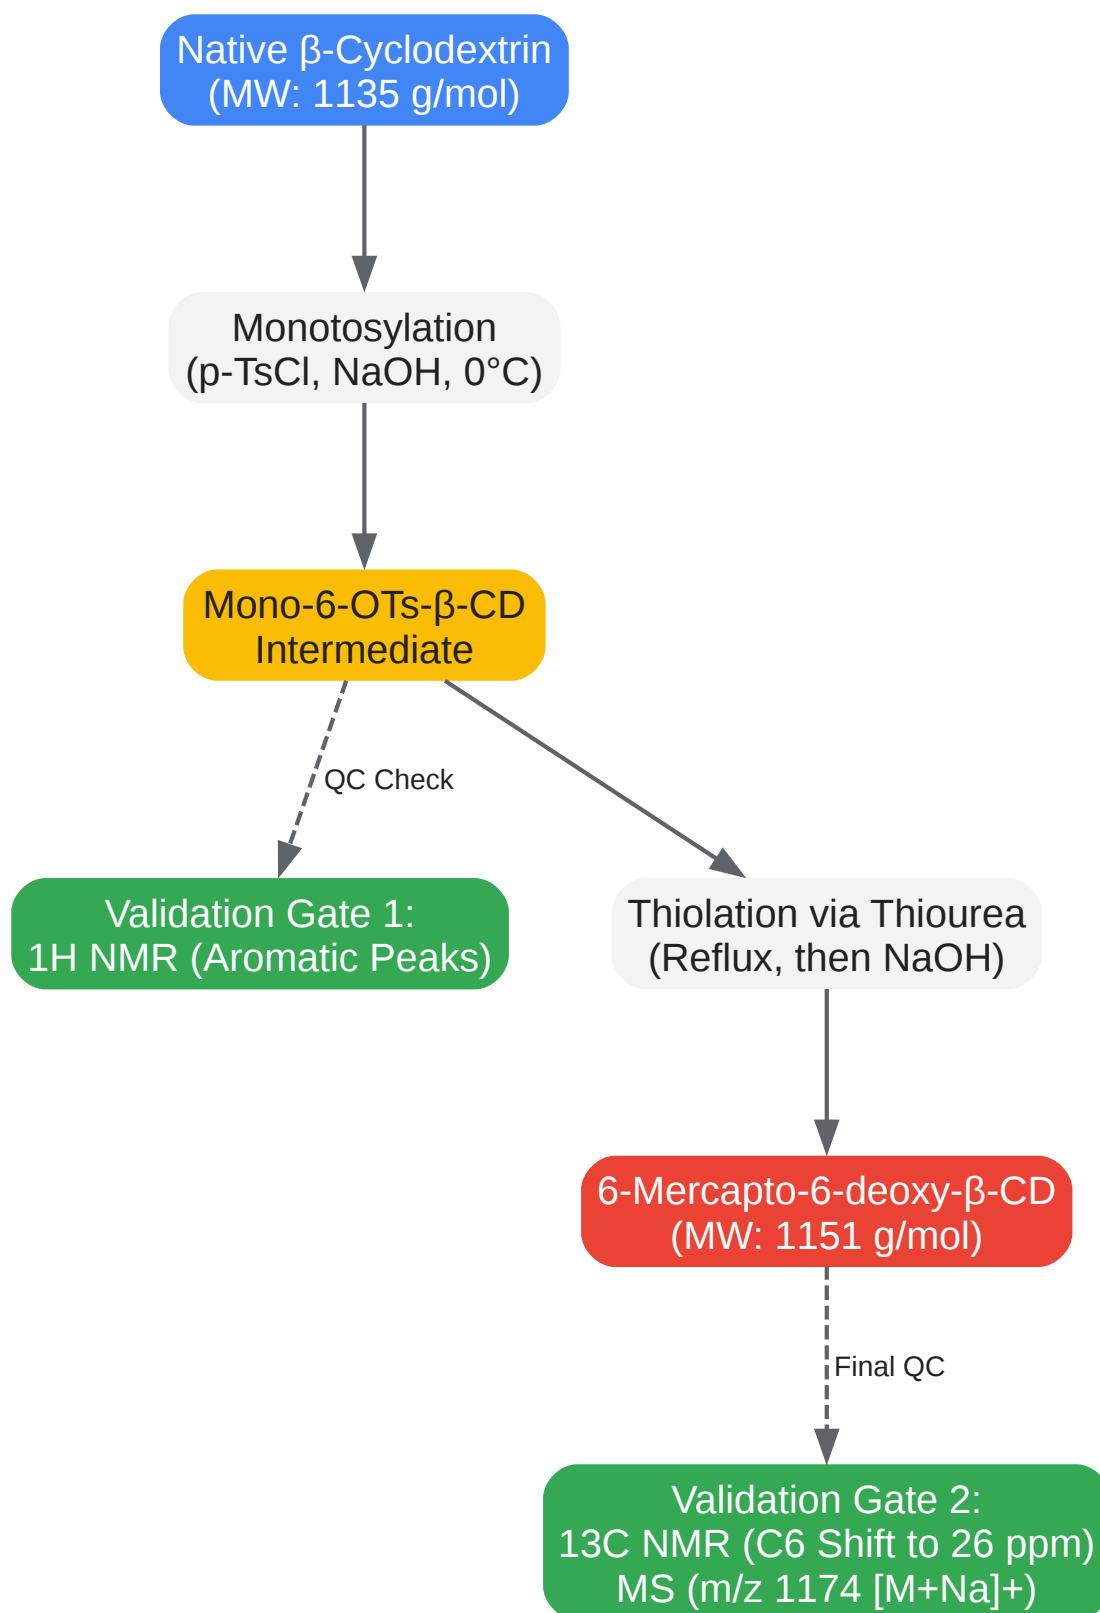 Native β-Cyclodextrin
(MW: 1135 g/mol)
Monotosylation
(p-TsCl, NaOH, 0°C)
Mono-6-OTs-β-CD
Intermediate
QC Check
Validation Gate 1:
1H NMR (Aromatic Peaks)
Thiolation via Thiourea
(Reflux, then NaOH)
6-Mercapto-6-deoxy-β-CD
(MW: 1151 g/mol)
Final QC
Validation Gate 2:
13C NMR (C6 Shift to 26 ppm)
MS (m/z 1174 [M+Na]+)